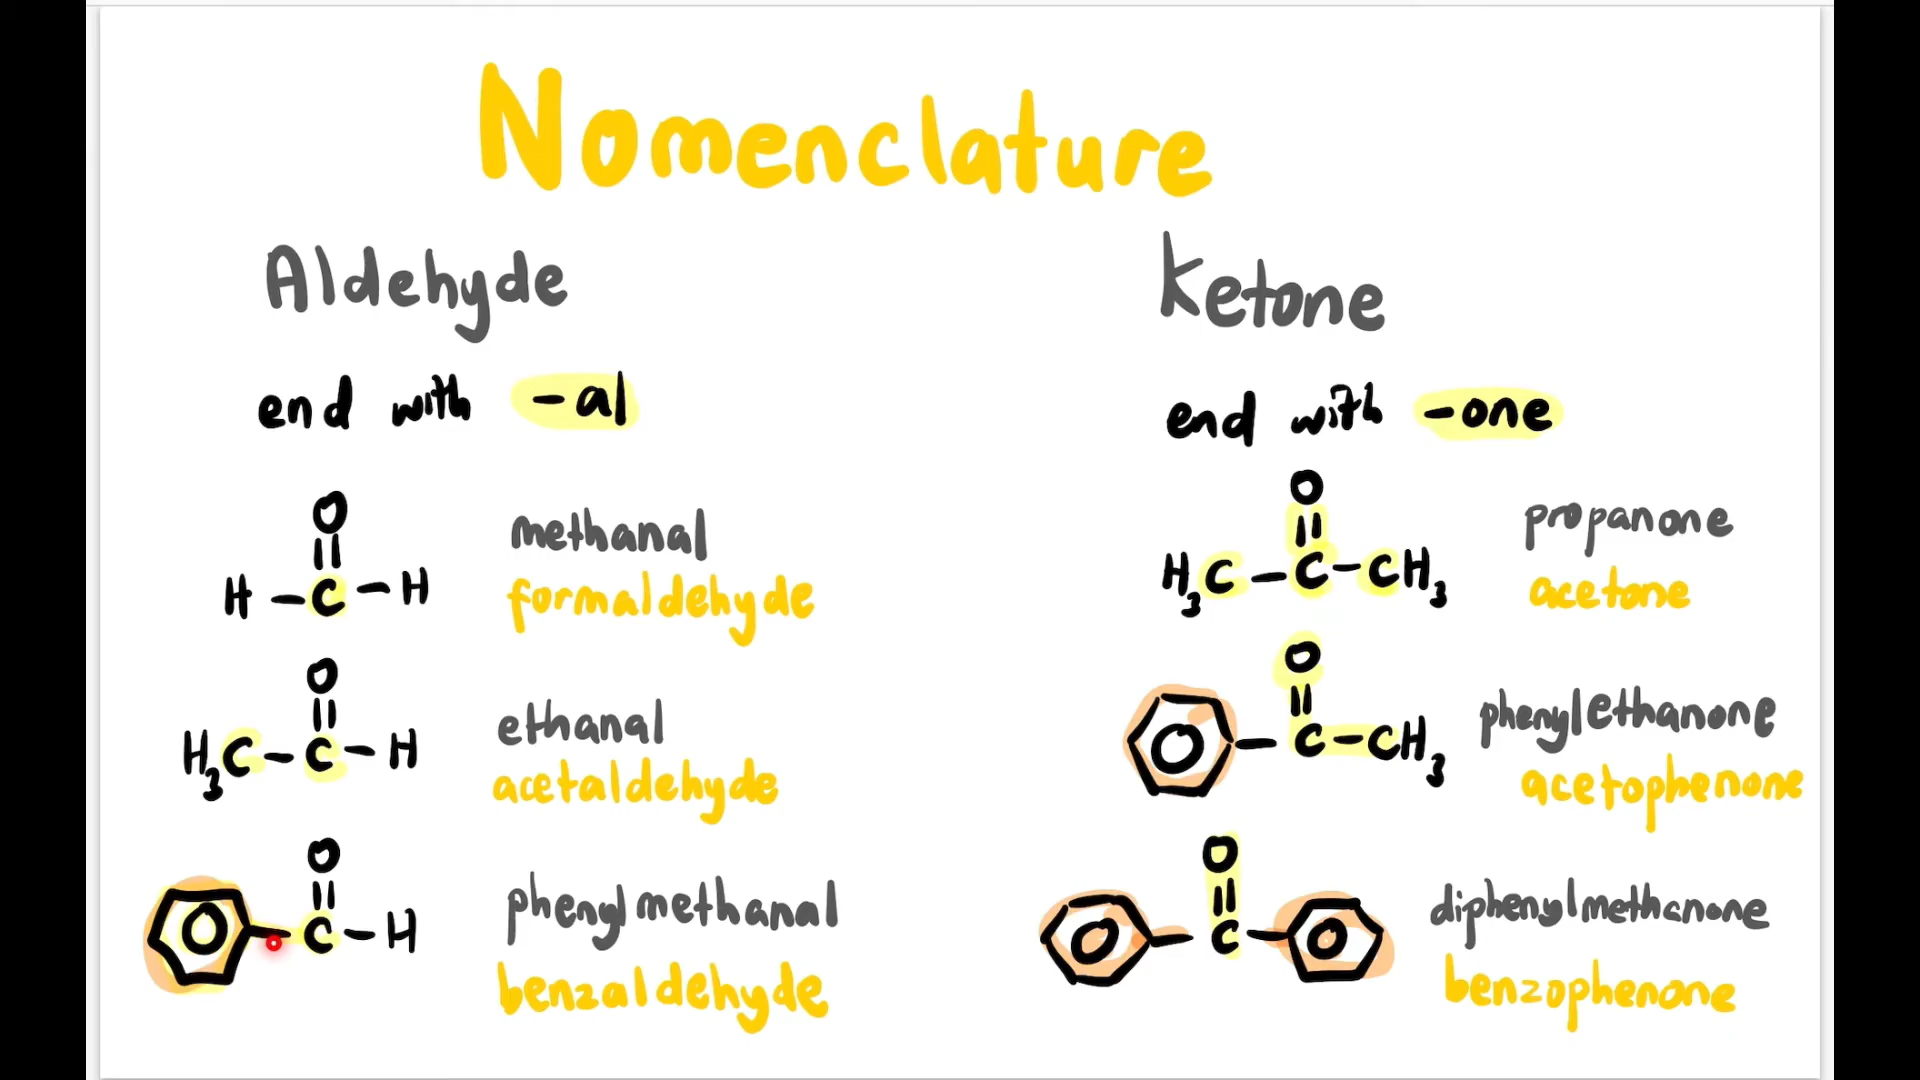 Nomenclature
Aldehyde
end with -al
O
H - C - H
methanal
formaldehyde
O
H3C - C - H
ethanal
acetaldehyde
O
C - H
phenylmethanal
benzaldehyde
Ketone
end with -one
O
H3C - C - CH3
propanone
acetone
O
C - CH3
phenylethanone
acetophenone
O
C
diphenylmethanone
benzophenone